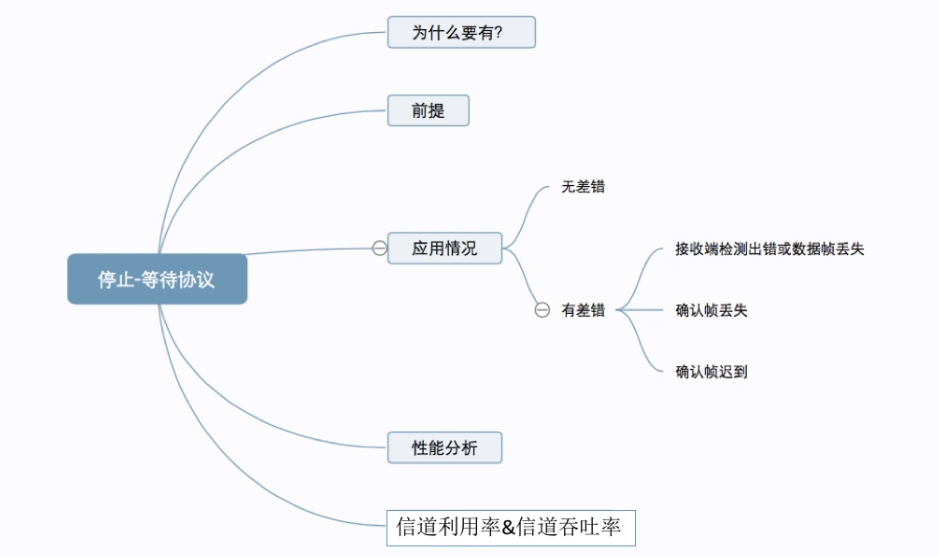 为什么要有?
前提
无差错
应用情况
接收端检测出错或数据帧丢失
停止-等待协议
有差错
确认帧丢失
确认帧迟到
性能分析
信道利用率&信道吞吐率